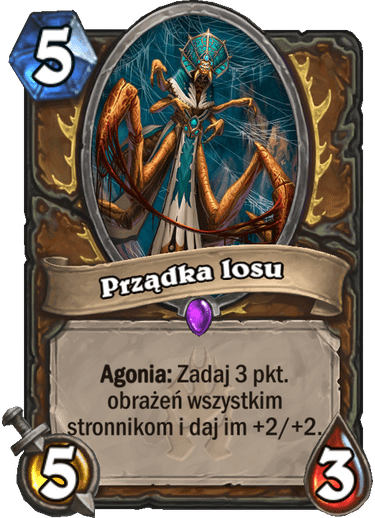 5
Prządka losu
Agonia: Zadaj 3 pkt.
obrażeń wszystkim
stronnikom i daj im +2/+2.
5
3